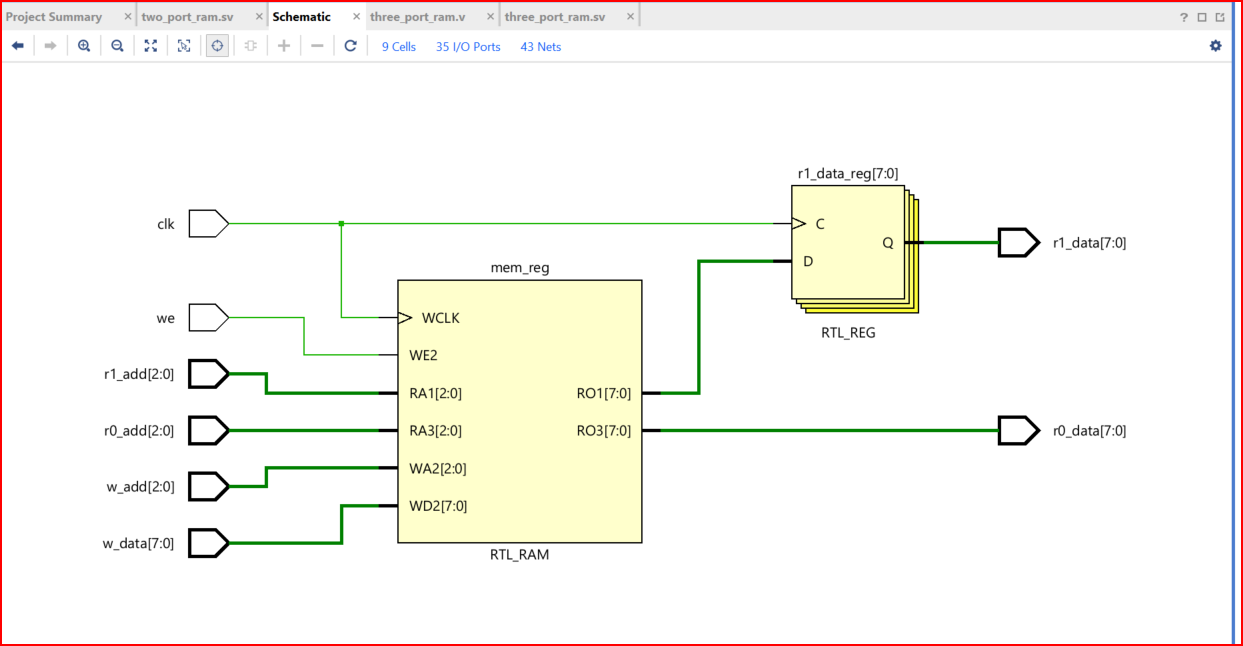 Project Summary × two_port_ram.sv × Schematic × three_port_ram.v × three_port_ram.sv × ?
9 Cells 35 I/O Ports 43 Nets
r1_data_reg[7:0]
clk
C
Q
r1_data[7:0]
D
mem_reg
we
WCLK
RTL_REG
WE2
r1_add[2:0]
RA1[2:0]
RO1[7:0]
r0_add[2:0]
RA3[2:0]
RO3[7:0]
r0_data[7:0]
w_add[2:0]
WA2[2:0]
WD2[7:0]
w_data[7:0]
RTL_RAM